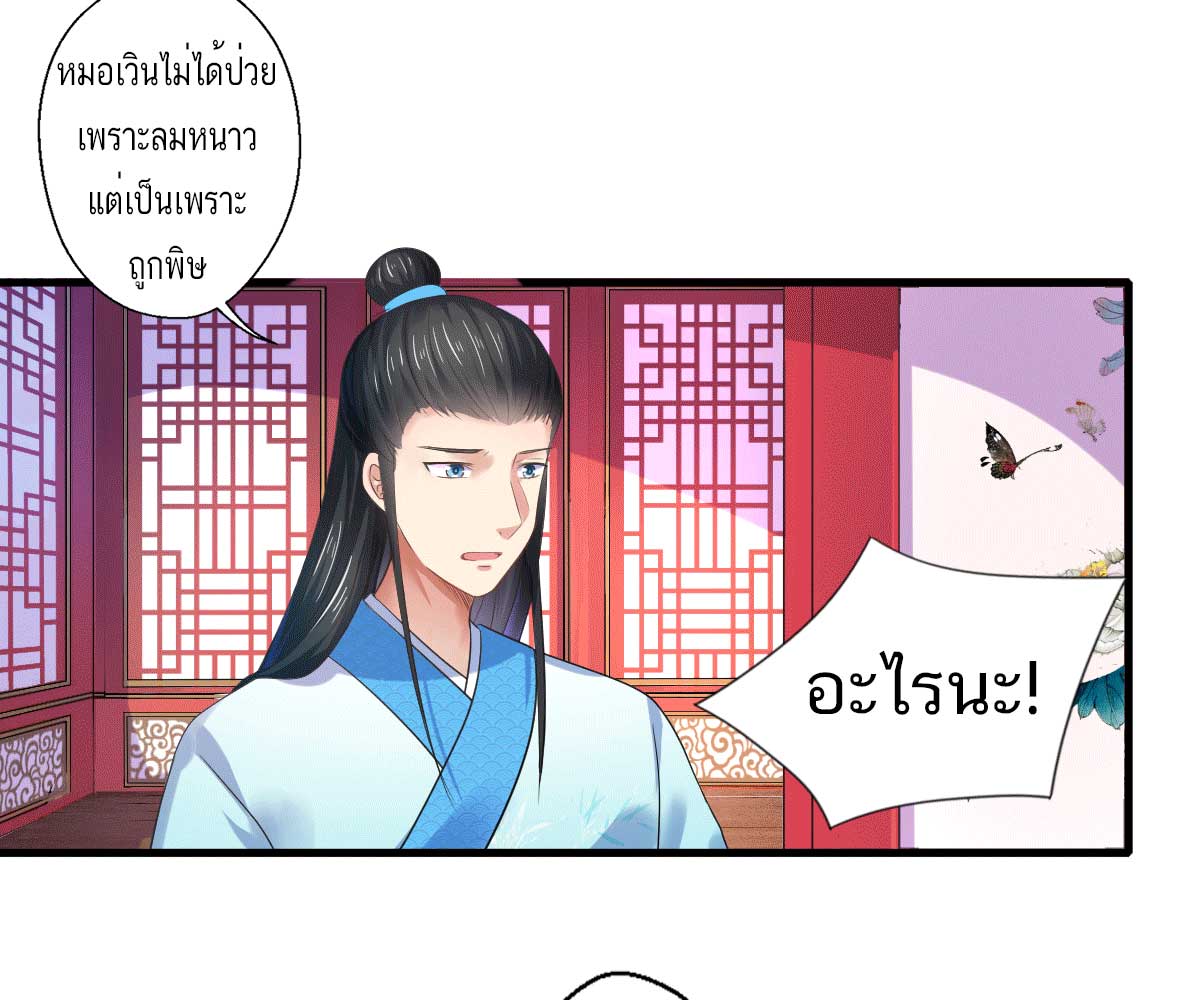 หมอเวินไม่ได้ป่วย
เพราะลมหนาว
แต่เป็นเพราะ
ถูกพิษ
อะไรนะ!